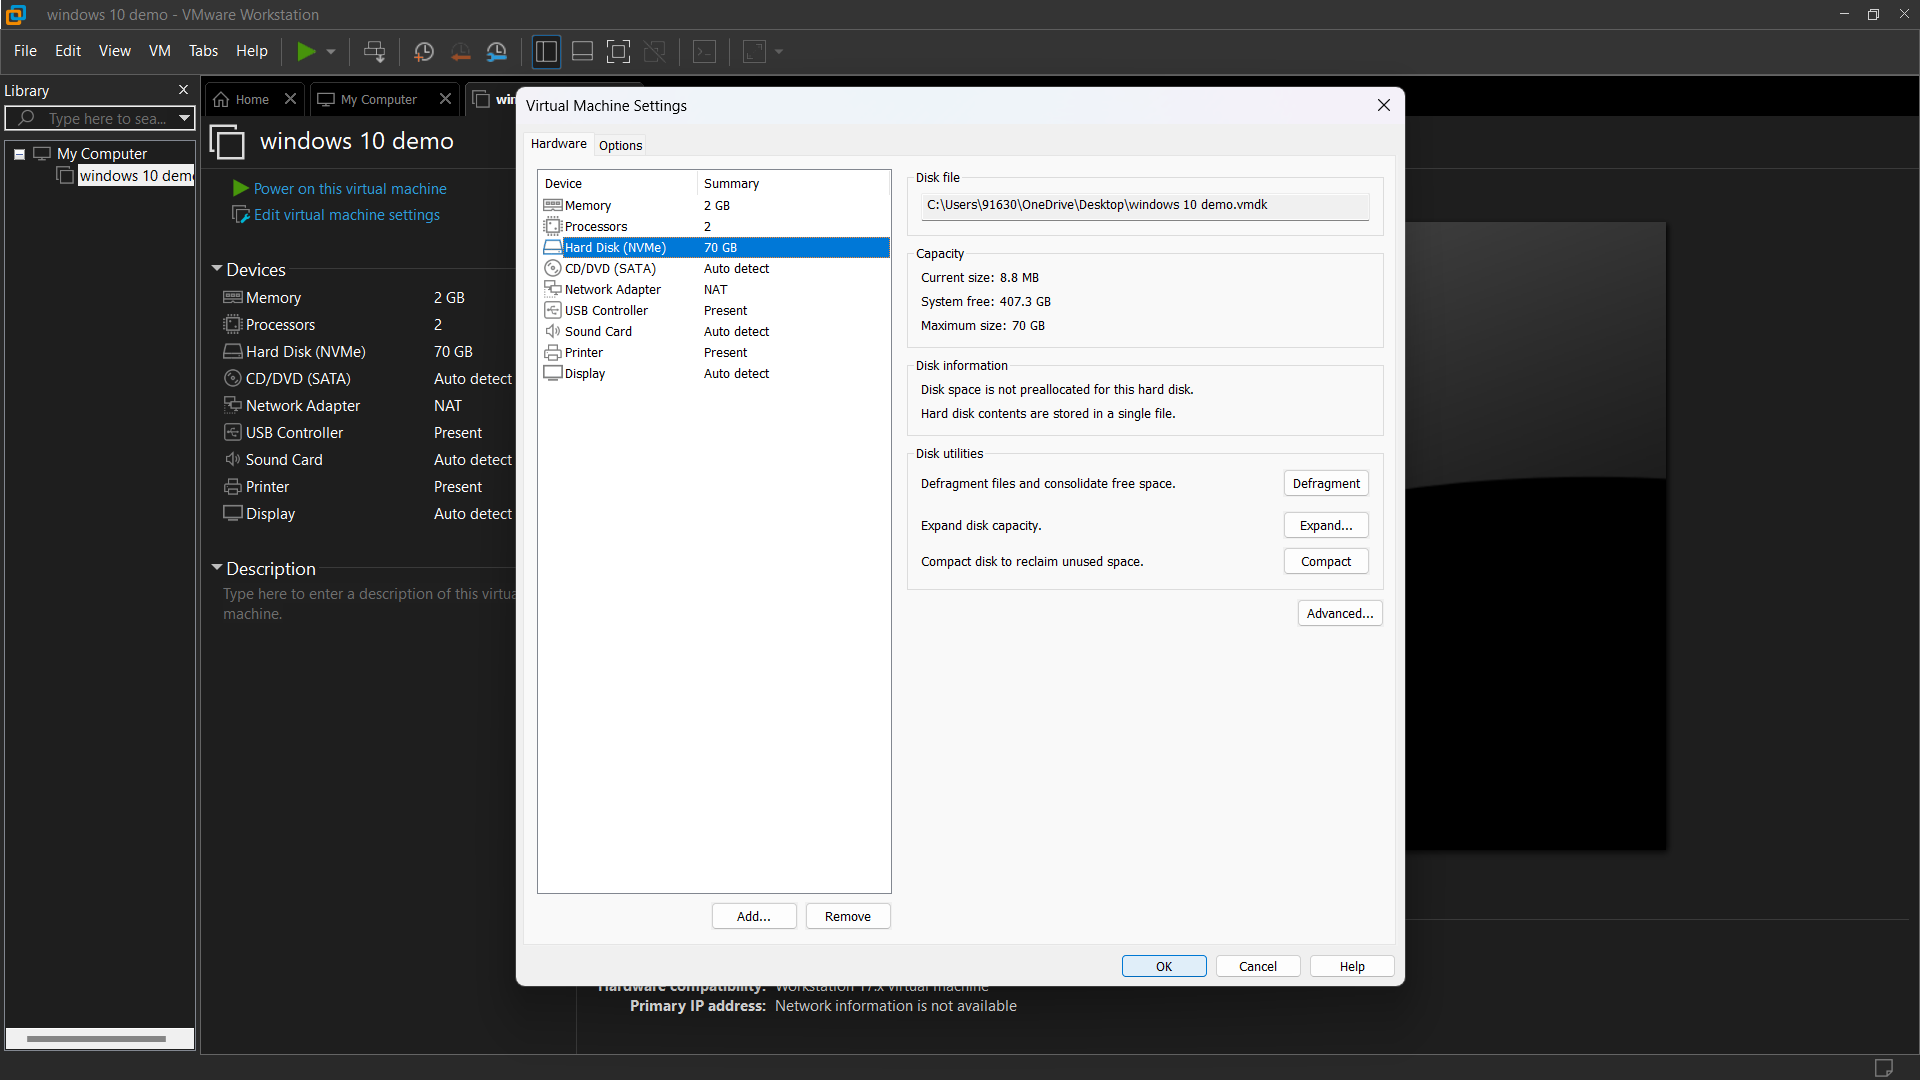 windows 10 demo - VMware Workstation
File Edit View VM Tabs Help
Library
Type here to sea...
My Computer
windows 10 dem
Home
My Computer
win
windows 10 demo
Power on this virtual machine
Edit virtual machine settings
Devices
Memory 2 GB
Processors 2
Hard Disk (NVMe) 70 GB
CD/DVD (SATA) Auto detect
Network Adapter NAT
USB Controller Present
Sound Card Auto detect
Printer Present
Display Auto detect
Description
Type here to enter a description of this virtua
machine.
Virtual Machine Settings
Hardware Options
Device Summary
Memory 2 GB
Processors 2
Hard Disk (NVMe) 70 GB
CD/DVD (SATA) Auto detect
Network Adapter NAT
USB Controller Present
Sound Card Auto detect
Printer Present
Display Auto detect
Add... Remove
Disk file
C:\Users\91630\OneDrive\Desktop\windows 10 demo.vmdk
Capacity
Current size: 8.8 MB
System free: 407.3 GB
Maximum size: 70 GB
Disk information
Disk space is not preallocated for this hard disk.
Hard disk contents are stored in a single file.
Disk utilities
Defragment files and consolidate free space. Defragment
Expand disk capacity. Expand...
Compact disk to reclaim unused space. Compact
Advanced...
OK Cancel Help
Hardware compatibility: Workstation 17.x virtual machine
Primary IP address: Network information is not available